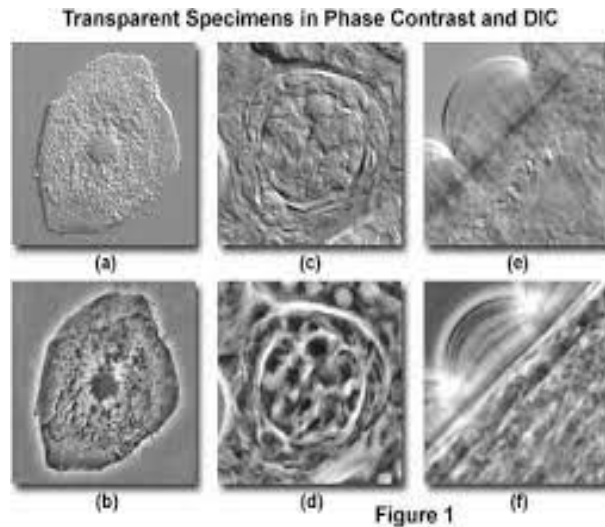 Transparent Specimens in Phase Contrast and DIC
(a) (c) (e)
(b) (d) (f)
Figure 1